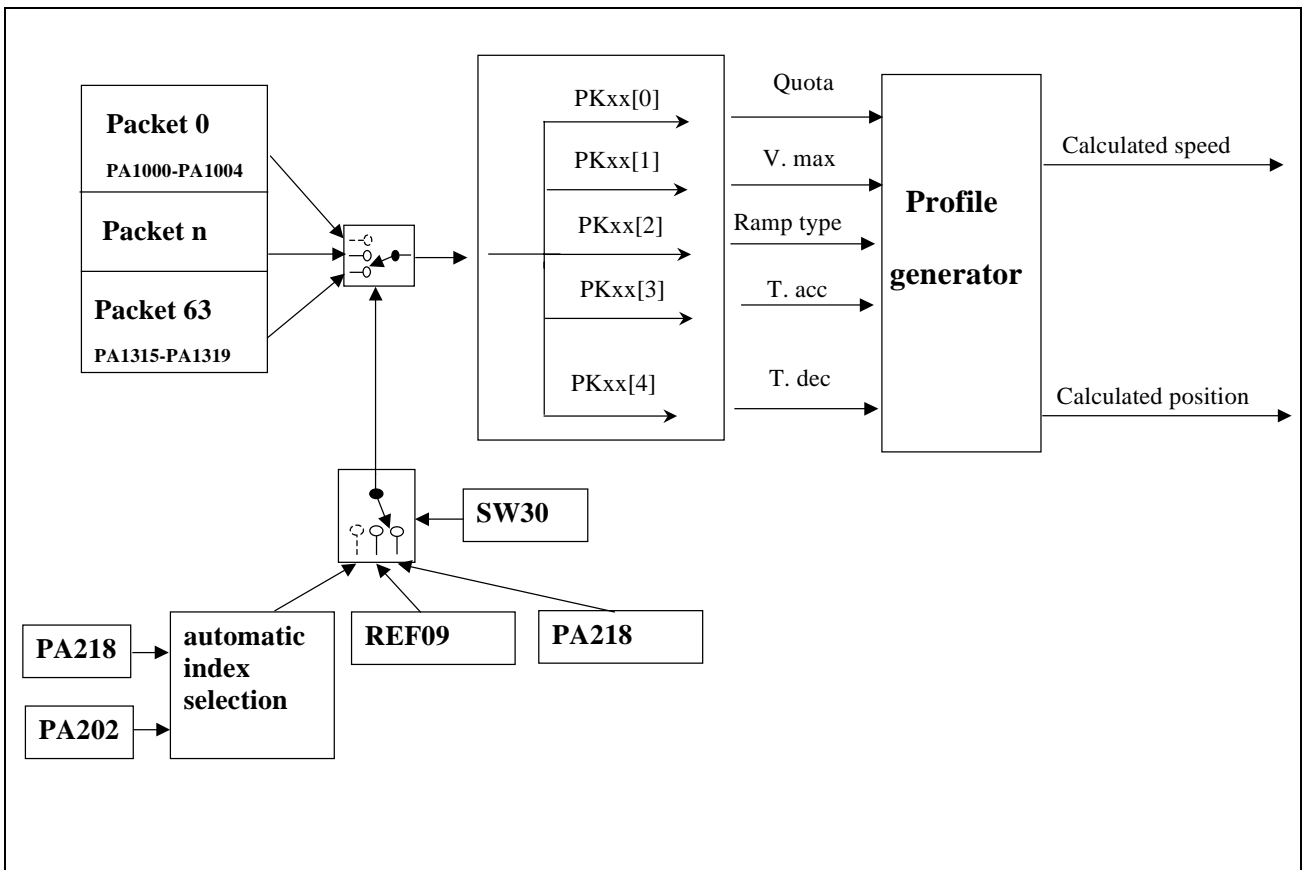 Packet 0
PA1000-PA1004
Packet n
Packet 63
PA1315-PA1319
PKxx[0]
PKxx[1]
PKxx[2]
PKxx[3]
PKxx[4]
Quota
V. max
Ramp type
T. acc
T. dec
Profile
generator
Calculated speed
Calculated position
SW30
PA218
PA202
automatic
index
selection
REF09
PA218